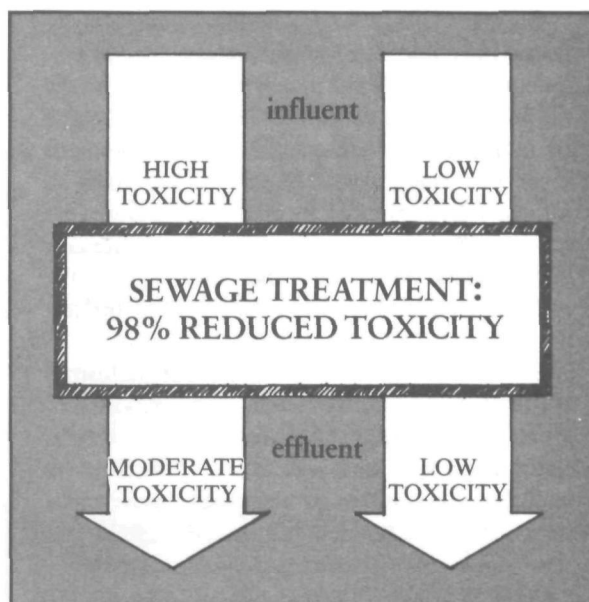 influent
HIGH
TOXICITY
LOW
TOXICITY
SEWAGE TREATMENT:
98% REDUCED TOXICITY
effluent
MODERATE
TOXICITY
LOW
TOXICITY